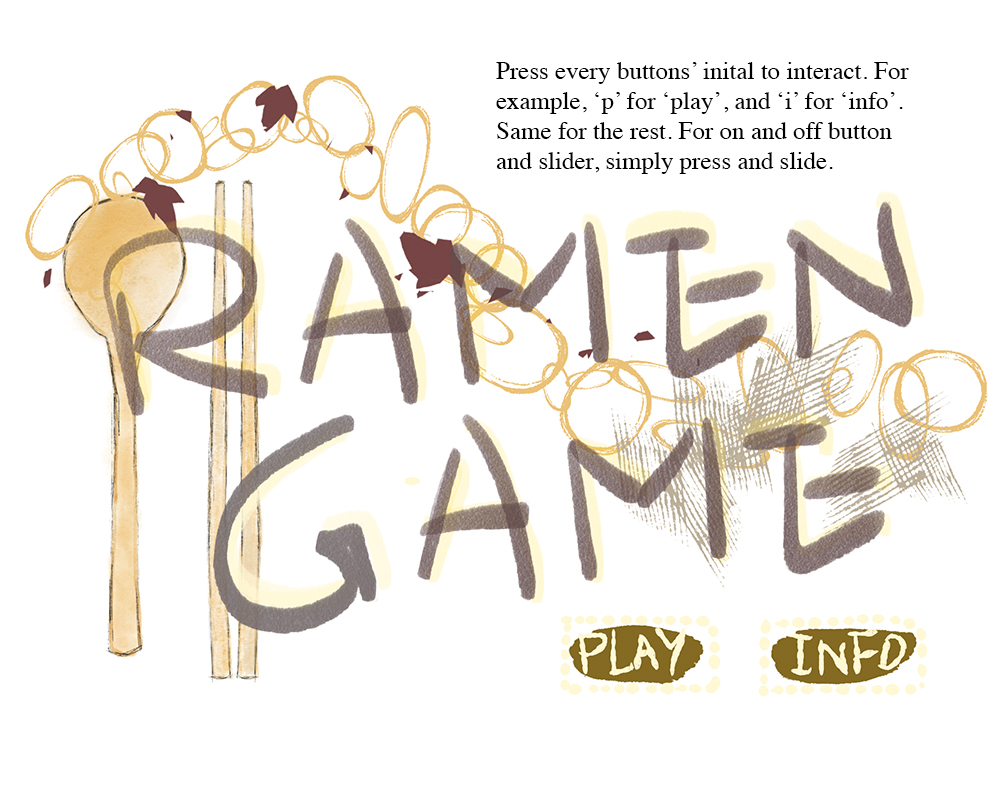 Press every buttons’ inital to interact. For
example, ‘p’ for ‘play’, and ‘i’ for ‘info’.
Same for the rest. For on and off button
and slider, simply press and slide.
RAMEN
GAME
PLAY INFO